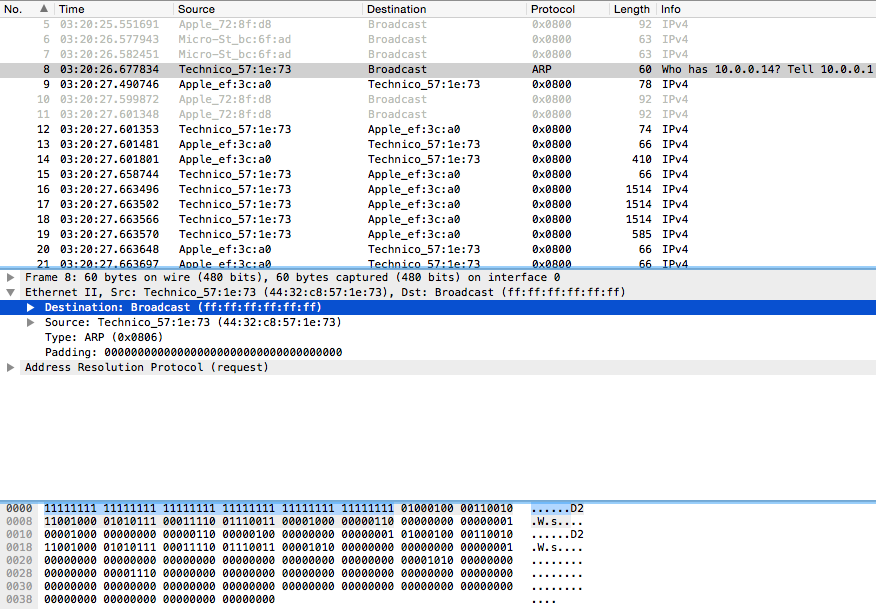 No. ▲ Time Source Destination Protocol Length Info
5 03:20:25.551691 Apple_72:8f:d8 Broadcast 0x0800 92 IPv4
6 03:20:26.577943 Micro-St_bc:6f:ad Broadcast 0x0800 63 IPv4
7 03:20:26.582451 Micro-St_bc:6f:ad Broadcast 0x0800 63 IPv4
8 03:20:26.677834 Technico_57:1e:73 Broadcast ARP 60 Who has 10.0.0.14? Tell 10.0.0.1
9 03:20:27.490746 Apple_ef:3c:a0 Technico_57:1e:73 0x0800 78 IPv4
10 03:20:27.599872 Apple_72:8f:d8 Broadcast 0x0800 92 IPv4
11 03:20:27.601348 Apple_72:8f:d8 Broadcast 0x0800 92 IPv4
12 03:20:27.601353 Technico_57:1e:73 Apple_ef:3c:a0 0x0800 74 IPv4
13 03:20:27.601481 Apple_ef:3c:a0 Technico_57:1e:73 0x0800 66 IPv4
14 03:20:27.601801 Apple_ef:3c:a0 Technico_57:1e:73 0x0800 410 IPv4
15 03:20:27.658744 Technico_57:1e:73 Apple_ef:3c:a0 0x0800 66 IPv4
16 03:20:27.663496 Technico_57:1e:73 Apple_ef:3c:a0 0x0800 1514 IPv4
17 03:20:27.663502 Technico_57:1e:73 Apple_ef:3c:a0 0x0800 1514 IPv4
18 03:20:27.663566 Technico_57:1e:73 Apple_ef:3c:a0 0x0800 1514 IPv4
19 03:20:27.663570 Technico_57:1e:73 Apple_ef:3c:a0 0x0800 585 IPv4
20 03:20:27.663648 Apple_ef:3c:a0 Technico_57:1e:73 0x0800 66 IPv4
21 03:20:27.663697 Apple_ef:3c:a0 Technico_57:1e:73 0x0800 66 IPv4
Frame 8: 60 bytes on wire (480 bits), 60 bytes captured (480 bits) on interface 0
Ethernet II, Src: Technico_57:1e:73 (44:32:c8:57:1e:73), Dst: Broadcast (ff:ff:ff:ff:ff:ff)
Destination: Broadcast (ff:ff:ff:ff:ff:ff)
Source: Technico_57:1e:73 (44:32:c8:57:1e:73)
Type: ARP (0x0806)
Padding: 000000000000000000000000000000000000
Address Resolution Protocol (request)
0000 11111111 11111111 11111111 11111111 11111111 11111111 01000100 00110010 ......D2
0008 11001000 01010111 00011110 01110011 00001000 00000110 00000000 00000001 .W.s....
0010 00001000 00000000 00000110 00000100 00000000 00000001 01000100 00110010 ......D2
0018 11001000 01010111 00011110 01110011 00001010 00000000 00000000 00000001 .W.s....
0020 00000000 00000000 00000000 00000000 00000000 00000000 00001010 00000000 ........
0028 00000000 00001110 00000000 00000000 00000000 00000000 00000000 00000000 ........
0030 00000000 00000000 00000000 00000000 00000000 00000000 00000000 00000000 ........
0038 00000000 00000000 00000000 00000000 ....